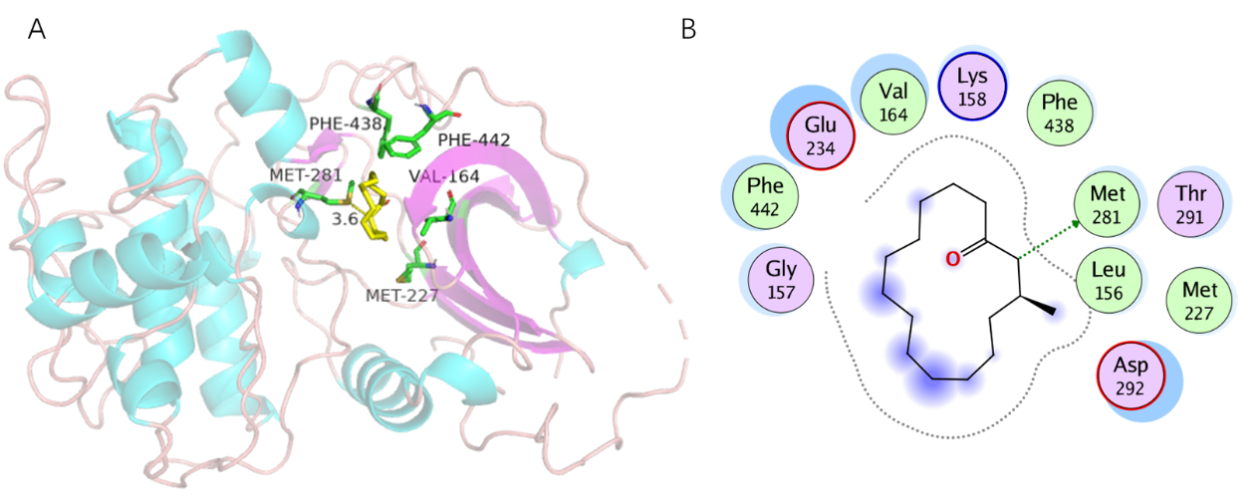 A
PHE-438
PHE-442
MET-281
VAL-164
3.6
MET-227
B
Lys
158
Val
164
Phe
438
Glu
234
Phe
442
Met
281
Thr
291
O
Gly
157
Leu
156
Met
227
Asp
292